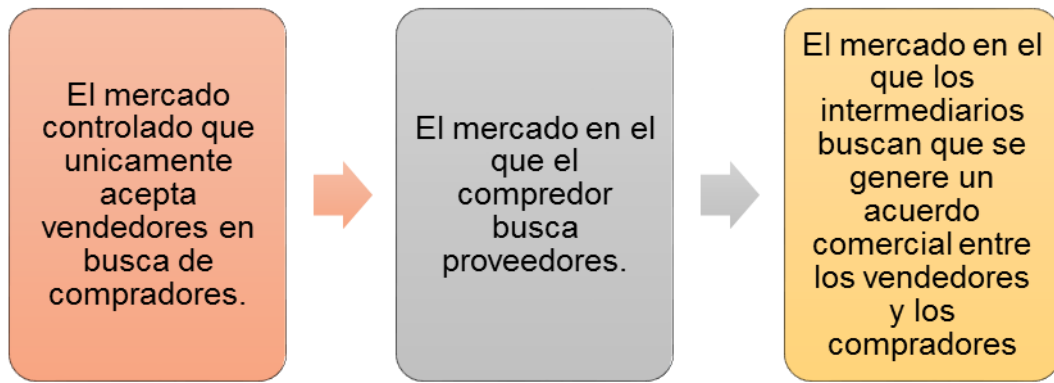 El mercado
controlado que
unicamente
acepta
vendedores en
busca de
compradores.
El mercado en el
que el
compredor
busca
proveedores.
El mercado en el
que los
intermediarios
buscan que se
genere un
acuerdo
comercial entre
los vendedores
y los
compradores